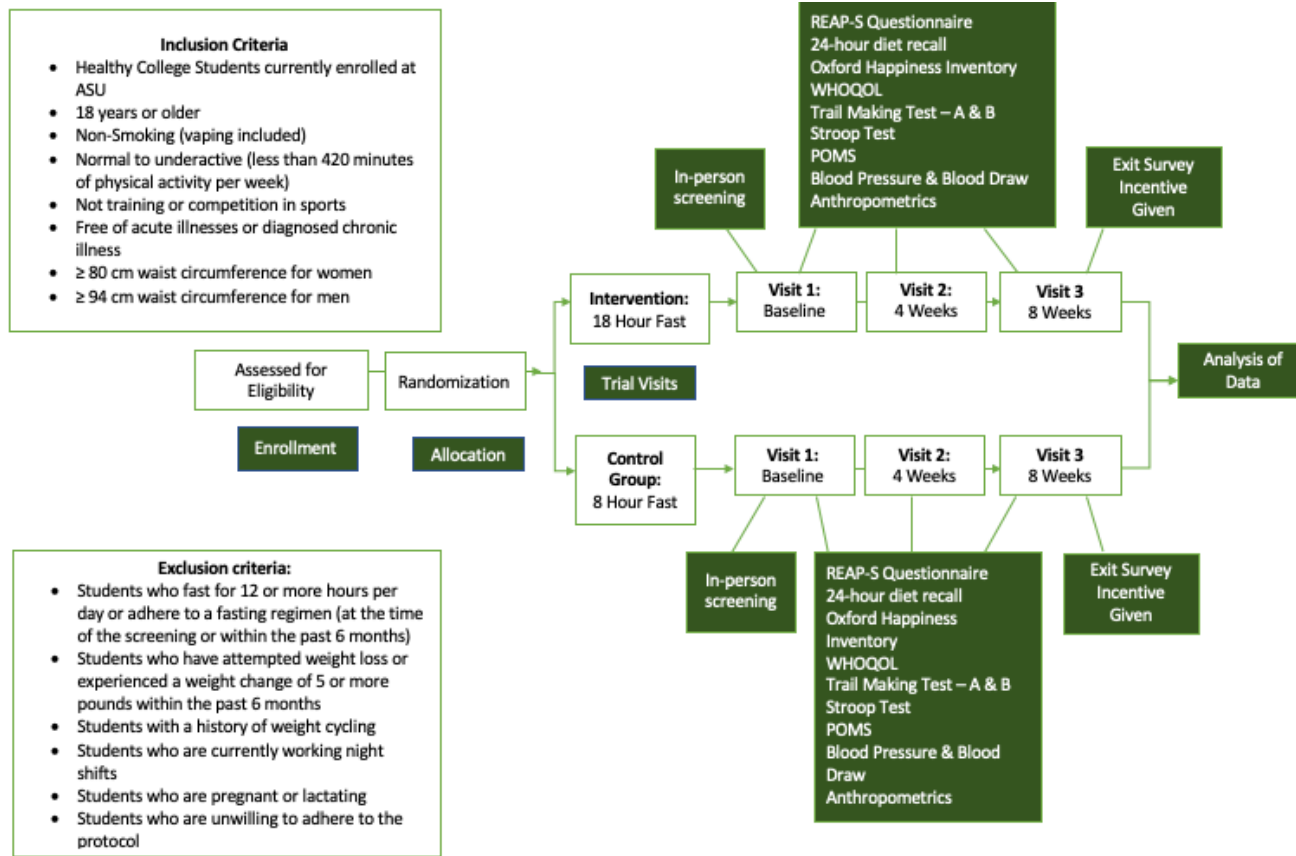 Inclusion Criteria
• Healthy College Students currently enrolled at
ASU
• 18 years or older
• Non-Smoking (vaping included)
• Normal to underactive (less than 420 minutes
of physical activity per week)
• Not training or competition in sports
• Free of acute illnesses or diagnosed chronic
illness
• ≥ 80 cm waist circumference for women
• ≥ 94 cm waist circumference for men
REAP-S Questionnaire
24-hour diet recall
Oxford Happiness Inventory
WHOQOL
Trail Making Test – A & B
Stroop Test
POMS
Blood Pressure & Blood Draw
Anthropometrics
In-person
screening
Exit Survey
Incentive
Given
Intervention:
18 Hour Fast
Visit 1:
Baseline
Visit 2:
4 Weeks
Visit 3
8 Weeks
Assessed for
Eligibility
Randomization
Trial Visits
Analysis of
Data
Enrollment
Allocation
Control
Group:
8 Hour Fast
Visit 1:
Baseline
Visit 2:
4 Weeks
Visit 3
8 Weeks
In-person
screening
REAP-S Questionnaire
24-hour diet recall
Oxford Happiness
Inventory
WHOQOL
Trail Making Test – A & B
Stroop Test
POMS
Blood Pressure & Blood
Draw
Anthropometrics
Exit Survey
Incentive
Given
Exclusion criteria:
• Students who fast for 12 or more hours per
day or adhere to a fasting regimen (at the time
of the screening or within the past 6 months)
• Students who have attempted weight loss or
experienced a weight change of 5 or more
pounds within the past 6 months
• Students with a history of weight cycling
• Students who are currently working night
shifts
• Students who are pregnant or lactating
• Students who are unwilling to adhere to the
protocol